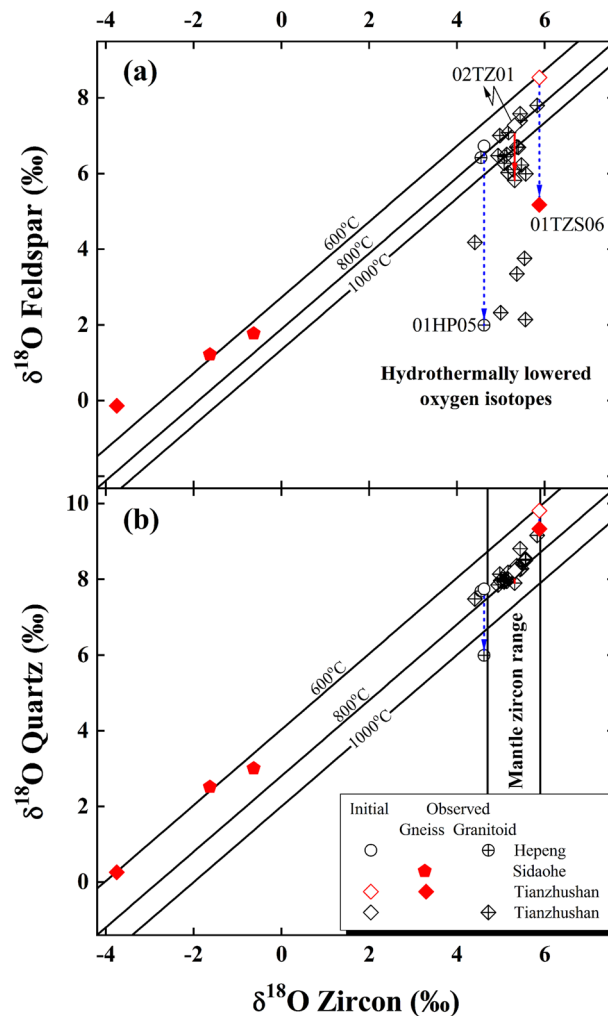 -4 -2 0 2 4 6
(a)
02TZ01
8
6
4
2
0
δ¹⁸O Feldspar (‰)
600°C
800°C
1000°C
01TZS06
01HP05
Hydrothermally lowered
oxygen isotopes
(b)
10
8
6
4
2
0
δ¹⁸O Quartz (‰)
600°C
800°C
1000°C
Mantle zircon range
Initial Observed
Gneiss Granitoid
Hepeng
Sidaohe
Tianzhushan
Tianzhushan
-4 -2 0 2 4 6
δ¹⁸O Zircon (‰)